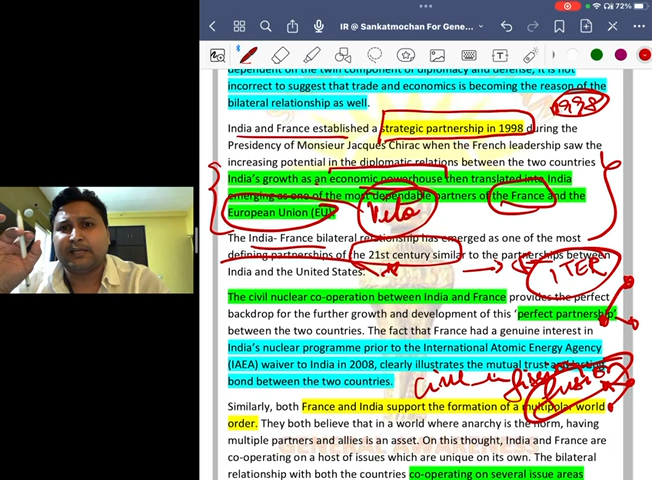 72%
IR @ Sankatmochan For Gene...
dependent on the twin component of diplomacy and defense, it is not
incorrect to suggest that trade and economics is becoming the reason of the
bilateral relationship as well.
1998
India and France established a strategic partnership in 1998 during the
Presidency of Monsieur Jacques Chirac when the French leadership saw the
increasing potential in the diplomatic relations between the two countries
India's growth as an economic powerhouse then translated into India
emerging as one of the most dependable partners of the France and the
European Union (EU).
Veto
The India- France bilateral relationship has emerged as one of the most
defining partnerships of the 21st century similar to the partnerships between
India and the United States.
ITER
The civil nuclear co-operation between India and France provides the perfect
backdrop for the further growth and development of this 'perfect partnership'
between the two countries. The fact that France had a genuine interest in
India's nuclear programme prior to the International Atomic Energy Agency
(IAEA) waiver to India in 2008, clearly illustrates the mutual trust and lasting
bond between the two countries.
fusion
Similarly, both France and India support the formation of a multipolar world
order. They both believe that in a world where anarchy is the norm, having
multiple partners and allies is an asset. On this thought, India and France are
co-operating on a host of issues which are unique on its own. The bilateral
relationship with both the countries co-operating on several issue areas
GENERAL AWARENESS